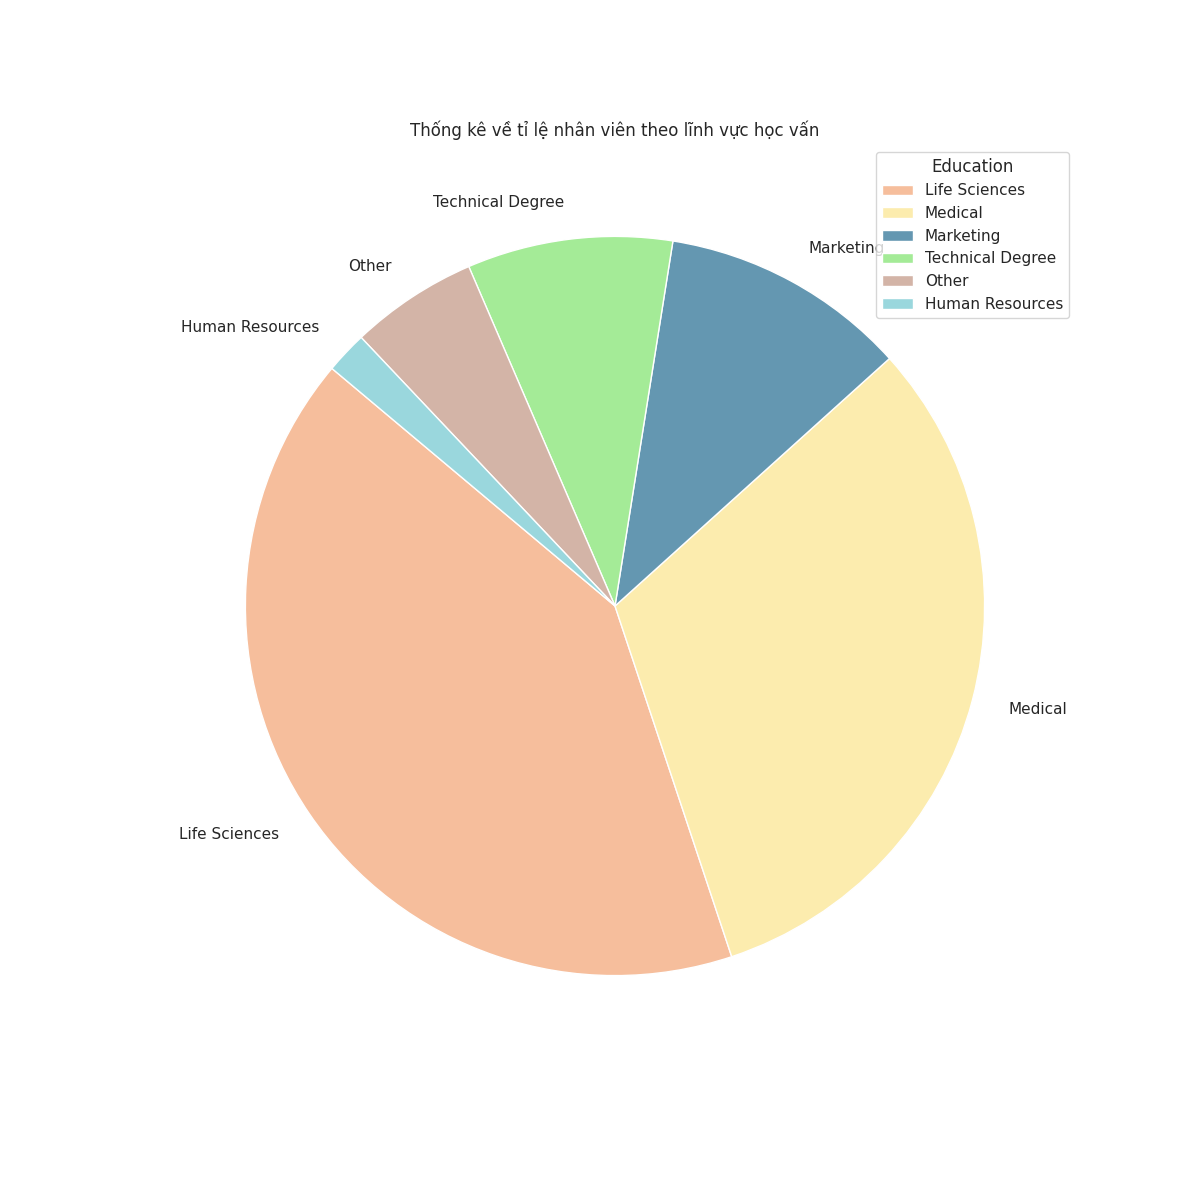 Thống kê về tỉ lệ nhân viên theo lĩnh vực học vấn
Education
Life Sciences
Medical
Marketing
Technical Degree
Other
Human Resources
Technical Degree
Marketing
Other
Human Resources
Medical
Life Sciences